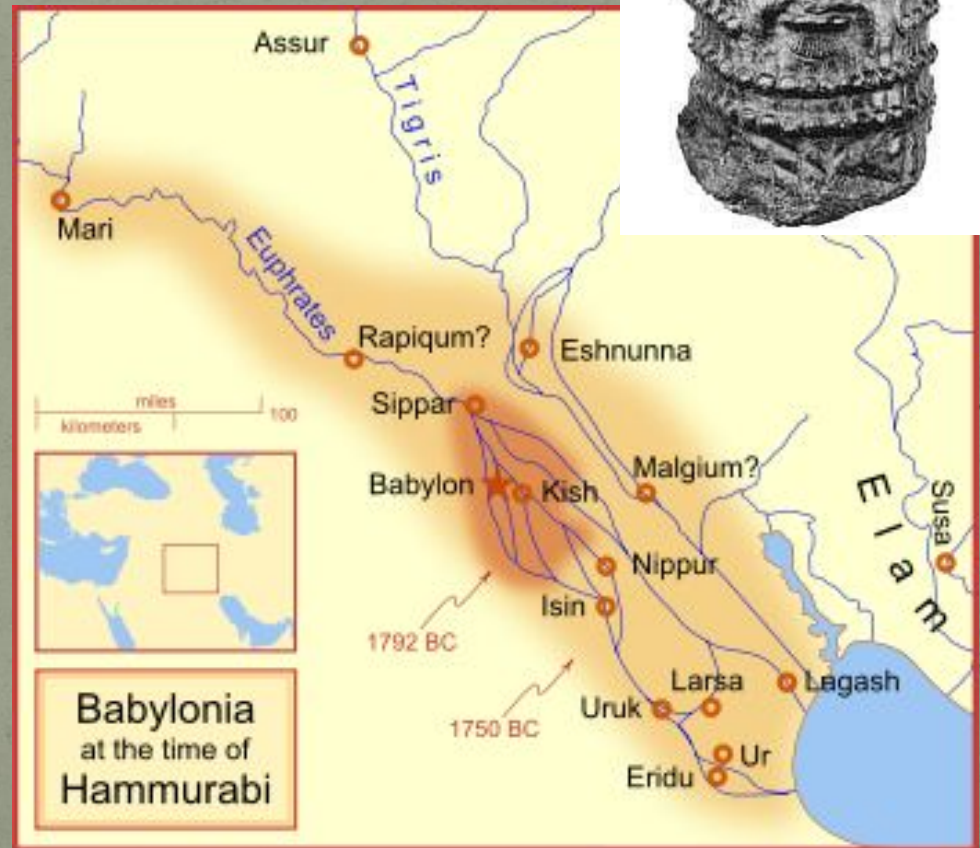 Assur
Tigris
Mari
Euphrates
Rapiqum?
Eshnunna
Sippar
miles
kilometers
100
Babylon
Kish
Malgium?
Elam
Susa
Nippur
Isin
1792 BC
Larsa
Lagash
Uruk
1750 BC
Ur
Eridu
Babylonia
at the time of
Hammurabi